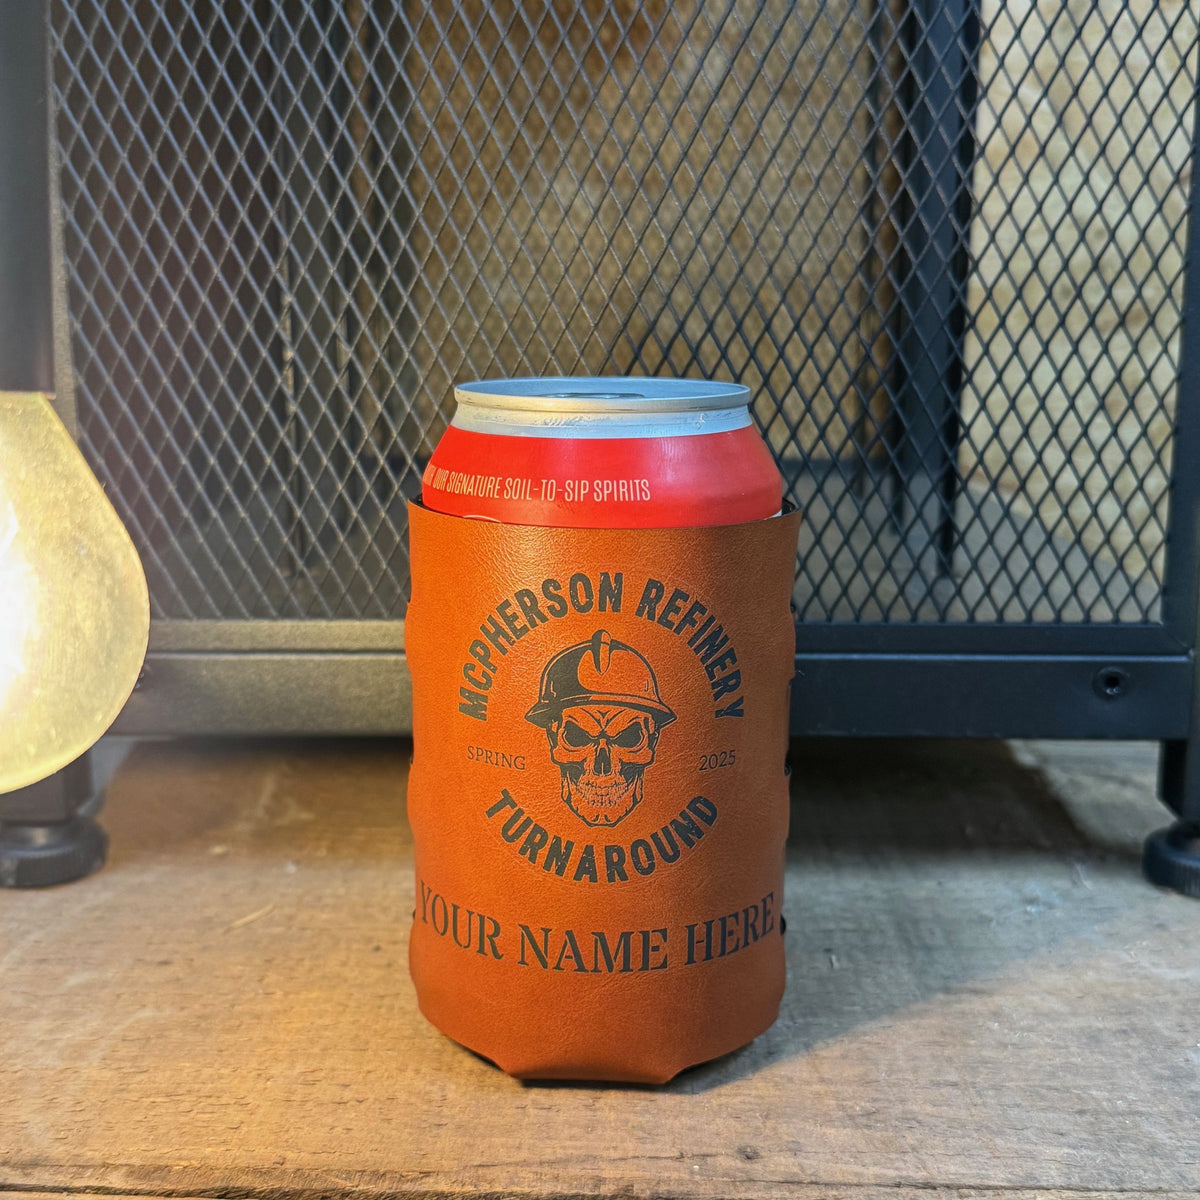 OUR SIGNATURE SOIL-TO-SIP SPIRITS
MCPHERSON REFINERY
SPRING 2025
TURNAROUND
YOUR NAME HERE